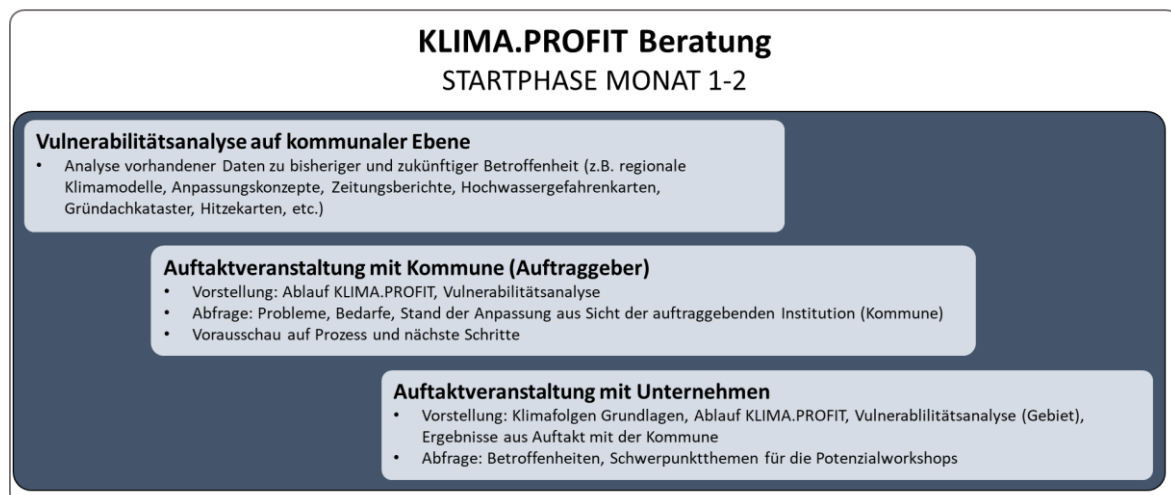 KLIMA.PROFIT Beratung
STARTPHASE MONAT 1-2
Vulnerabilitätsanalyse auf kommunaler Ebene
• Analyse vorhandener Daten zu bisheriger und zukünftiger Betroffenheit (z.B. regionale
Klimamodelle, Anpassungskonzepte, Zeitungsberichte, Hochwassergefahrenkarten,
Gründachkataster, Hitzekarten, etc.)
Auftaktveranstaltung mit Kommune (Auftraggeber)
• Vorstellung: Ablauf KLIMA.PROFIT, Vulnerabilitätsanalyse
• Abfrage: Probleme, Bedarfe, Stand der Anpassung aus Sicht der auftraggebenden Institution (Kommune)
• Vorausschau auf Prozess und nächste Schritte
Auftaktveranstaltung mit Unternehmen
• Vorstellung: Klimafolgen Grundlagen, Ablauf KLIMA.PROFIT, Vulnerablilitätsanalyse (Gebiet),
Ergebnisse aus Auftakt mit der Kommune
• Abfrage: Betroffenheiten, Schwerpunktthemen für die Potenzialworkshops